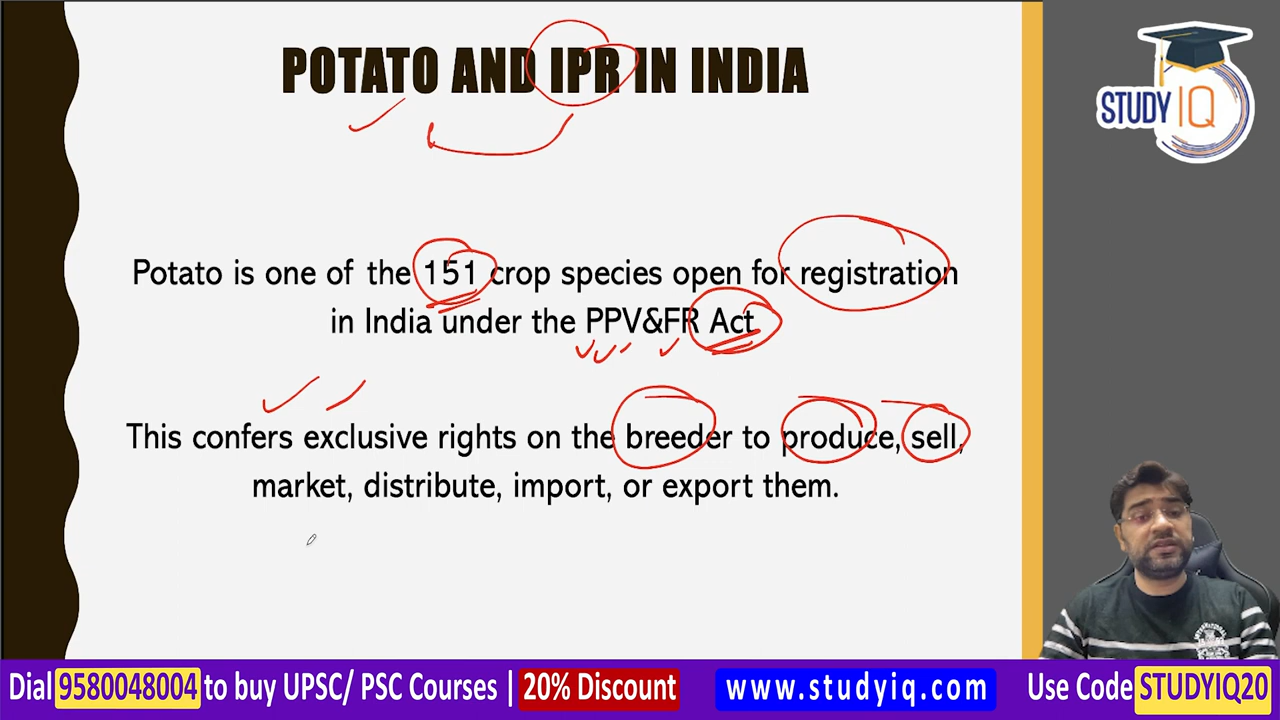 POTATO AND IPR IN INDIA
STUDY IQ
Potato is one of the 151 crop species open for registration
in India under the PPV&FR Act
This confers exclusive rights on the breeder to produce, sell,
market, distribute, import, or export them.
Dial 9580048004 to buy UPSC/ PSC Courses | 20% Discount www.studyiq.com Use Code STUDYIQ20